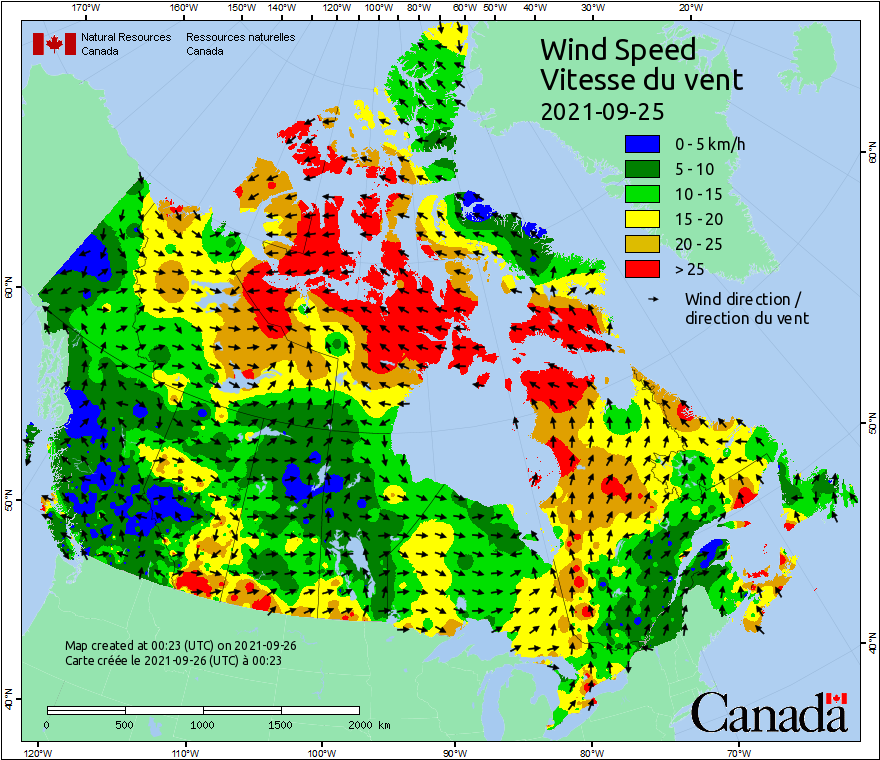 170°W 160°W 150°W 140°W 130°W 120°W 110°W 100°W 80°W 60°W 50°W 40°W 30°W 20°W
Natural Resources Ressources naturelles
Canada Canada
Wind Speed
Vitesse du vent
2021-09-25
0 - 5 km/h
5 - 10
10 - 15
15 - 20
20 - 25
> 25
Wind direction /
direction du vent
60°N
50°N
40°N
60°N
50°N
40°N
Map created at 00:23 (UTC) on 2021-09-26
Carte créée le 2021-09-26 (UTC) à 00:23
0 500 1000 1500 2000 km
Canada
120°W 110°W 100°W 90°W 80°W 70°W